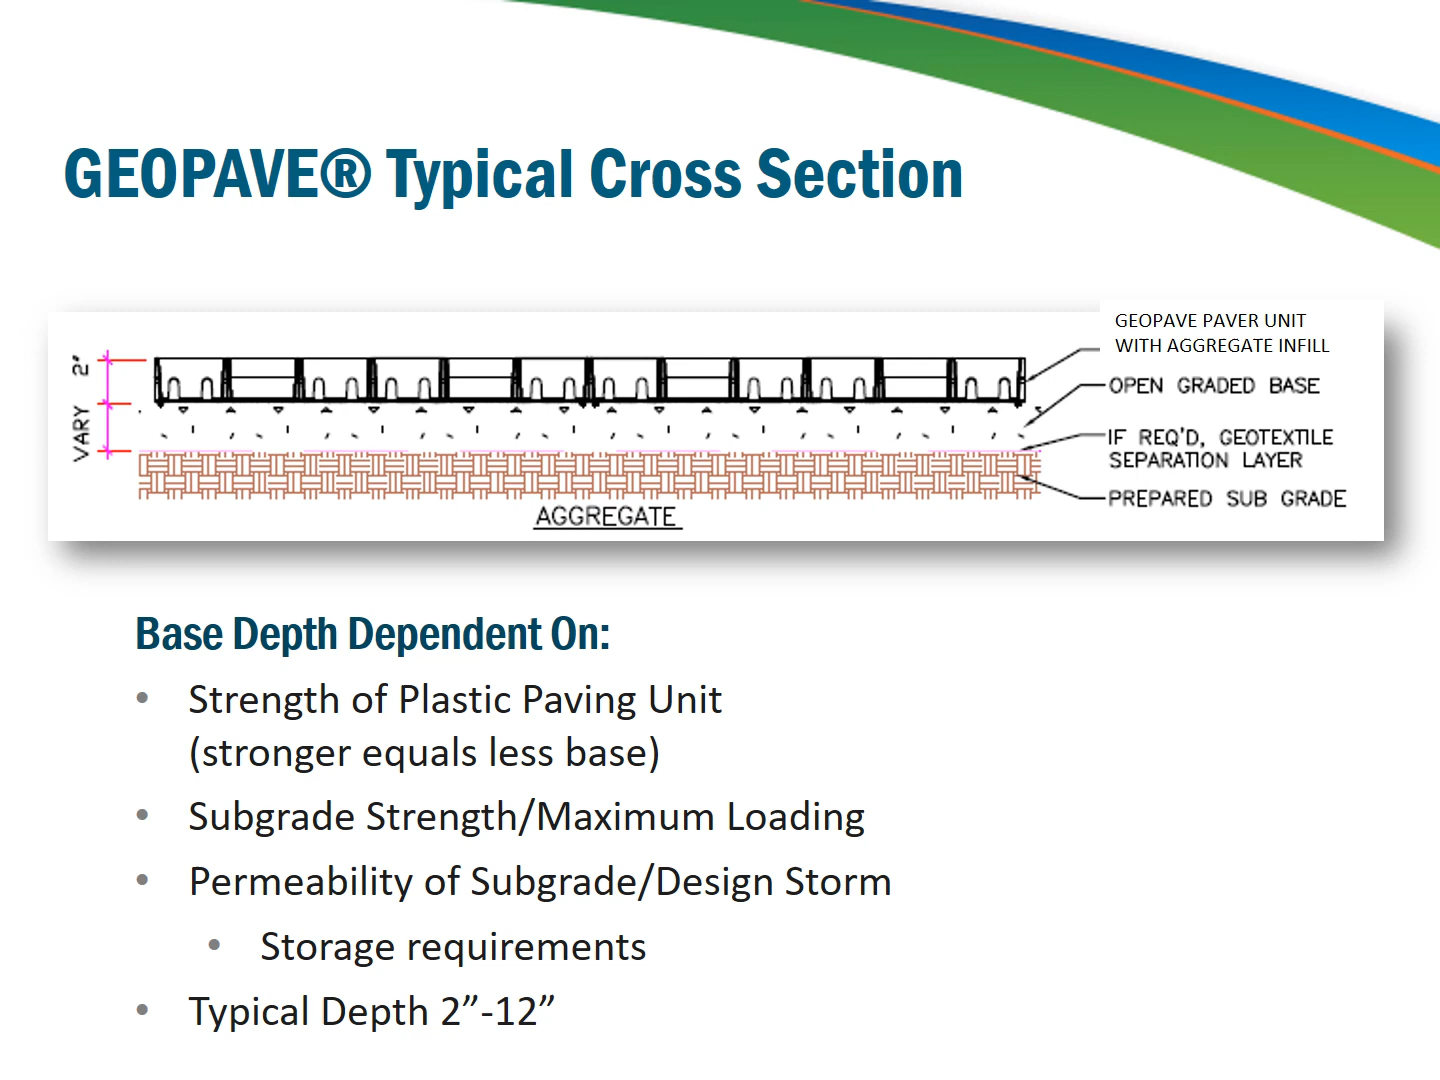 GEOPAVE® Typical Cross Section
GEOPAVE PAVER UNIT
WITH AGGREGATE INFILL
2"
OPEN GRADED BASE
VARY
IF REQ'D, GEOTEXTILE
SEPARATION LAYER
PREPARED SUB GRADE
AGGREGATE
Base Depth Dependent On:
• Strength of Plastic Paving Unit
(stronger equals less base)
• Subgrade Strength/Maximum Loading
• Permeability of Subgrade/Design Storm
• Storage requirements
• Typical Depth 2”-12”